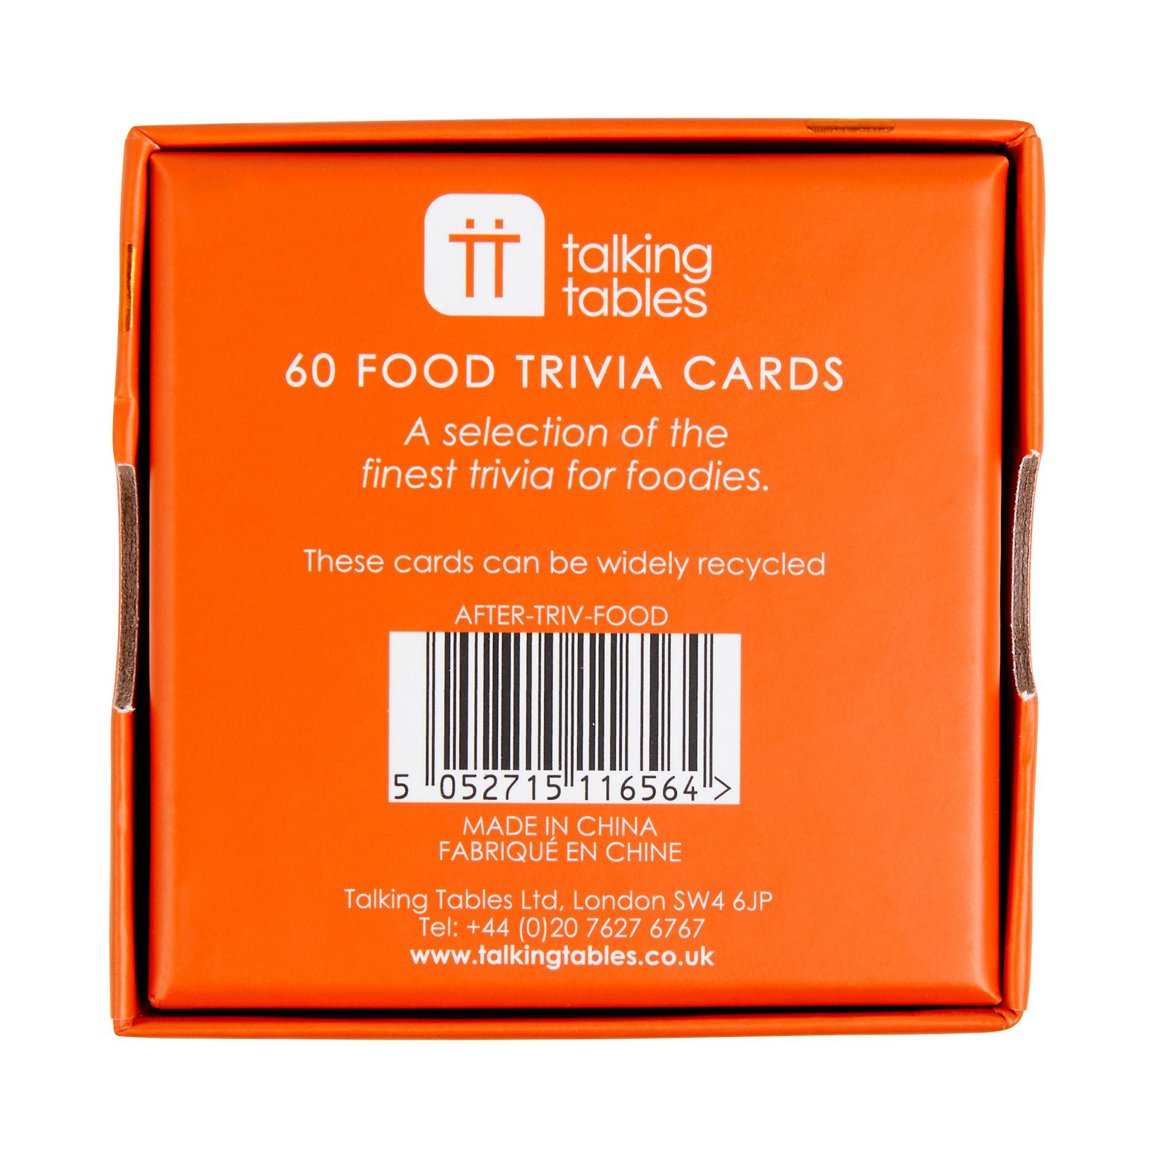 talking
tables
60 FOOD TRIVIA CARDS
A selection of the
finest trivia for foodies.
These cards can be widely recycled
AFTER-TRIV-FOOD
5 052715 116564 >
MADE IN CHINA
FABRIQUÉ EN CHINE
Talking Tables Ltd, London SW4 6JP
Tel: +44 (0)20 7627 6767
www.talkingtables.co.uk